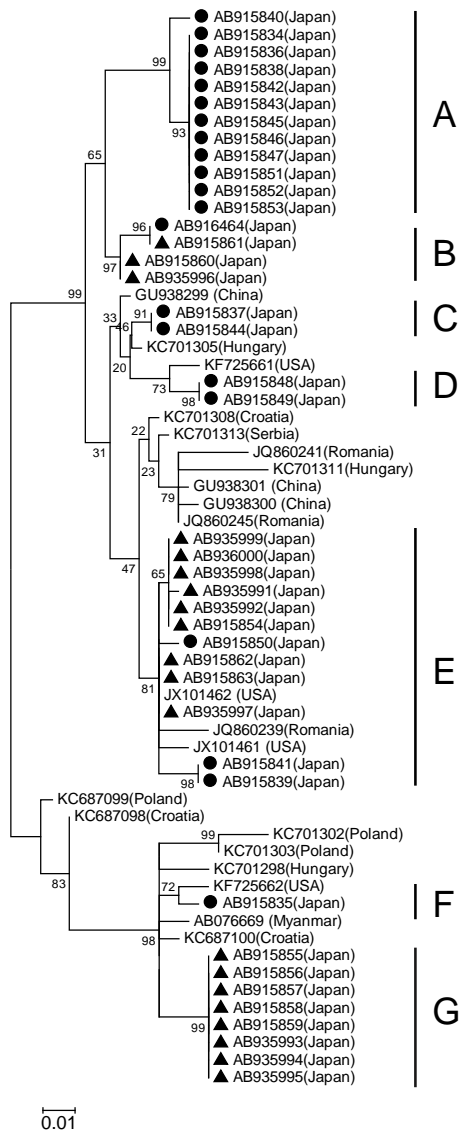 AB915840(Japan)
AB915834(Japan)
99
AB915836(Japan)
AB915838(Japan)
AB915842(Japan)
AB915843(Japan)
A
AB915845(Japan)
93
AB915846(Japan)
AB915847(Japan)
65
AB915851(Japan)
AB915852(Japan)
AB915853(Japan)
96
AB916464(Japan)
AB915861(Japan)
B
AB915860(Japan)
97
AB935996(Japan)
99
GU938299 (China)
33
46
91
AB915837(Japan)
C
AB915844(Japan)
KC701305(Hungary)
20
KF725661(USA)
73
AB915848(Japan)
D
98
AB915849(Japan)
KC701308(Croatia)
22
KC701313(Serbia)
31
JQ860241(Romania)
23
KC701311(Hungary)
GU938301 (China)
79
GU938300 (China)
JQ860245(Romania)
AB935999(Japan)
AB936000(Japan)
47
65
AB935998(Japan)
AB935991(Japan)
AB935992(Japan)
AB915854(Japan)
AB915850(Japan)
E
AB915862(Japan)
81
AB915863(Japan)
JX101462 (USA)
AB935997(Japan)
JQ860239(Romania)
JX101461 (USA)
AB915841(Japan)
98
AB915839(Japan)
KC687099(Poland)
KC687098(Croatia)
99
KC701302(Poland)
KC701303(Poland)
83
KC701298(Hungary)
72
KF725662(USA)
AB915835(Japan)
F
AB076669 (Myanmar)
98
KC687100(Croatia)
AB915855(Japan)
AB915856(Japan)
AB915857(Japan)
AB915858(Japan)
G
AB915859(Japan)
99
AB935993(Japan)
AB935994(Japan)
AB935995(Japan)
0.01